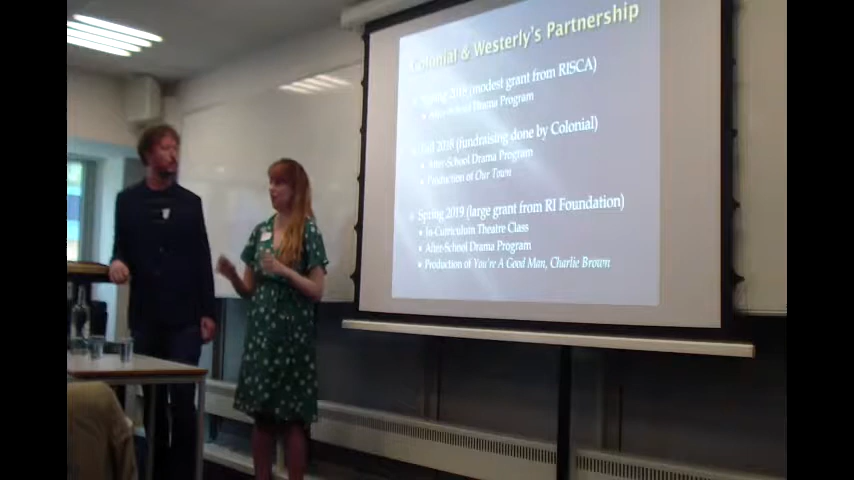 Colonial & Westerly's Partnership
Spring 2018 (modest grant from RISCA)
After-School Drama Program
Fall 2018 (fundraising done by Colonial)
After-School Drama Program
Production of Our Town
Spring 2019 (large grant from RI Foundation)
In-Curriculum Theatre Class
After-School Drama Program
Production of You're A Good Man, Charlie Brown